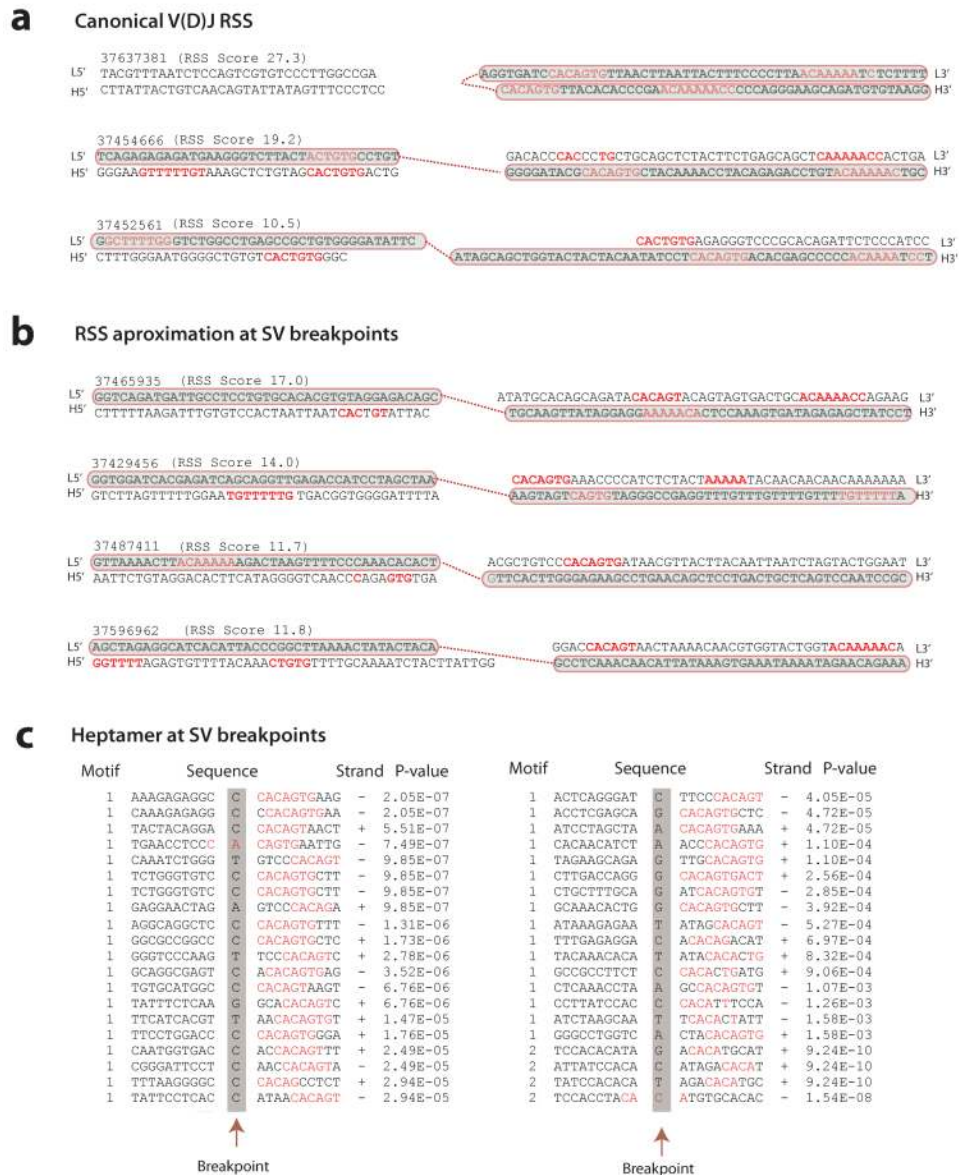 a Canonical V(D)J RSS
37637381 (RSS Score 27.3)
L5' TACGTTTAATCTCCAGTCGTGTCCCTTGGCCGA AGGTGATCCACAGTGTTAACTTAATTACTTTCCCCTTAACAAAAATCTCTTTT L3'
H5' CTTATTACTGTCAACAGTATTATAGTTTCCCTCC CACAGTGTTACACACCCGAACAAAAACCCCCAGGGAAGCAGATGTGTAAGG H3'
37454666 (RSS Score 19.2)
L5' TCAGAGAGAGATGAAGGGTCTTACTACTGTGCCTGT GACACCCACCCTGCTGCAGCTCTACTTCTGAGCAGCTCAAAAACCACTGA L3'
H5' GGGAAGTTTTTGTAAAGCTCTGTAGCACTGTGACTG GGGGATACGCACAGTGCTACAAAACCTACAGAGACCTGTACAAAAACTGC H3'
37452561 (RSS Score 10.5)
L5' GGCTTTTGGGTCTGGCCTGAGCCGCTGTGGGGATATTC CACTGTGAGAGGGTCCCGCACAGATTCTCCCATCC L3'
H5' CTTTGGGAATGGGGCTGTGTCACTGTGGGC ATAGCAGCTGGTACTACTACAATATCCTCACAGTGACACGAGCCCCCACAAAATCCT H3'
b RSS aproximation at SV breakpoints
37465935 (RSS Score 17.0)
L5' GGTCAGATGATTGCCTCCTGTGCACACGTGTAGGAGACAGC ATATGCACAGCAGATACACAGTACAGTAGTGACTGCACAAAACCAGAAG L3'
H5' CTTTTTAAGATTTGTGTCCACTAATTAATCACTGTATTAC TGCAAGTTATAGGAGGAAAAACACTCCAAAGTGATAGAGAGCTATCCT H3'
37429456 (RSS Score 14.0)
L5' GGTGGATCACGAGATCAGCAGGTTGAGACCATCCTAGCTAA CACAGTGAAACCCCATCTCTACTAAAAATACAACAACAACAAAAAAA L3'
H5' GTCTTAGTTTTTGGAATGTTTTTGTGACGGTGGGGATTTTA AAGTAGTCAGTGTAGGGCCGAGGTTTGTTTGTTTTGTTTTGTTTTTA H3'
37487411 (RSS Score 11.7)
L5' GTTAAAACTTACAAAAAAGACTAAGTTTTCCCAAACACACT ACGCTGTCCCACAGTGATAACGTTACTTACAATTAATCTAGTACTGGAAT L3'
H5' AATTCTGTAGGACACTTCATAGGGGTCAACCCAGAGTGTGA GTTCACTTGGGAGAAGCCTGAACAGCTCCTGACTGCTCAGTCCAATCCGC H3'
37596962 (RSS Score 11.8)
L5' AGCTAGAGGCATCACATTACCCGGCTTAAAACTATACTACA GGACCACAGTAACTAAAACAACGTGGTACTGGTACAAAAACA L3'
H5' GGTTTTAGAGTGTTTTACAAACTGTGTTTTGCAAAATCTACTTATTGG GCCTCAAACAACATTATAAAGTGAAATAAAATAGAACAGAAA H3'
c Heptamer at SV breakpoints
Motif Sequence Strand P-value
1 AAAGAGAGGC C CACAGTGAAG - 2.05E-07
1 CAAAGAGAGG C CACAGTGAA - 2.05E-07
1 TACTACAGGA C CACAGTAACT + 5.51E-07
1 TGAACCTCCC A CAGTGAATTG - 7.49E-07
1 CAAATCTGGG T GTCCCACAGT - 9.85E-07
1 TCTGGGTGTC C CACAGTGCTT - 9.85E-07
1 TCTGGGTGTC C CACAGTGCTT - 9.85E-07
1 GAGGAACTAG A GTCCCACAGA + 9.85E-07
1 AGGCAGGCTC C CACAGTGTTT - 1.31E-06
1 GGCGCCGGCC C CACAGTGCTC + 1.73E-06
1 GGGTCCCAAG T TCCCACAGTC + 2.78E-06
1 GCAGGCGAGT C ACACAGTGAG - 3.52E-06
1 TGTGCATGGC C CACAGTAAGT - 6.76E-06
1 TATTTCTCAA G GCACACAGTC + 6.76E-06
1 TTCATCACGT T AACACAGTGT + 1.47E-05
1 TTCCTGGACC C CACAGTGGGA + 1.76E-05
1 CAATGGTGAC C ACCACAGTTT + 2.49E-05
1 CGGGATTCCT C AACCACAGTA - 2.49E-05
1 TTTAAGGGGC C CACAGCCTCT + 2.94E-05
1 TATTCCTCAC C ATAACACAGT - 2.94E-05
Breakpoint
Motif Sequence Strand P-value
1 ACTCAGGGAT C TTCCCACAGT - 4.05E-05
1 ACCTCGAGCA G CACAGTGCTC - 4.72E-05
1 ATCCTAGCTA A CACAGTGAAA + 4.72E-05
1 CACAACATCT A ACCCACAGTG + 1.10E-04
1 TAGAAGCAGA G TTGCACAGTG + 1.10E-04
1 CTTGACCAGG G CACAGTGACT + 2.56E-04
1 CTGCTTTGCA G ATCACAGTGT - 2.85E-04
1 GCAAACACTG G CACAGTGCTT - 3.92E-04
1 ATAAAGAGAA T ATAGCACAGT - 5.27E-04
1 TTTGAGAGGA C ACACAGACAT + 6.97E-04
1 TACAAACACA T ATACACACTG + 8.32E-04
1 GCCGCCTTCT C CACACTGATG + 9.06E-04
1 CTCAAACCTA A GCCACAGTGT - 1.07E-03
1 CCTTATCCAC C CACATTTCCA - 1.26E-03
1 ATCTAAGCAA T TCACACTATT - 1.58E-03
1 GGGCCTGGTC A CTACACAGTG + 1.58E-03
2 TCCACACATA G ACACATGCAT + 9.24E-10
2 ATTATCCACA C ATAGACACAT + 9.24E-10
2 TATCCACACA T AGACACATGC + 9.24E-10
2 TCCACCTACA C ATGTGCACAC - 1.54E-08
Breakpoint